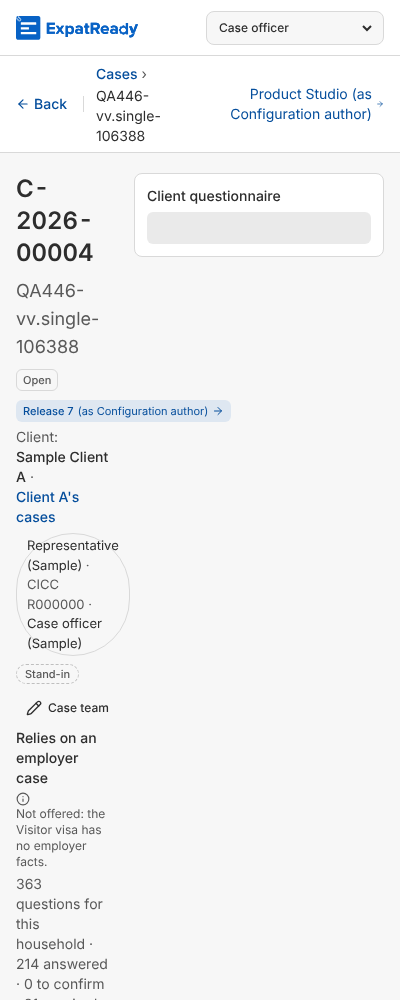 ExpatReady
Case officer
Back
Cases ›
QA446-
vv.single-
106388
Product Studio (as
Configuration author)
C-
2026-
00004
QA446-
vv.single-
106388
Open
Release 7 (as Configuration author) →
Client:
Sample Client
A ·
Client A's
cases
Representative
(Sample) ·
CICC
R000000 ·
Case officer
(Sample)
Stand-in
Case team
Relies on an
employer
case
Not offered: the
Visitor visa has
no employer
facts.
363
questions for
this
household ·
214 answered
· 0 to confirm
Client questionnaire